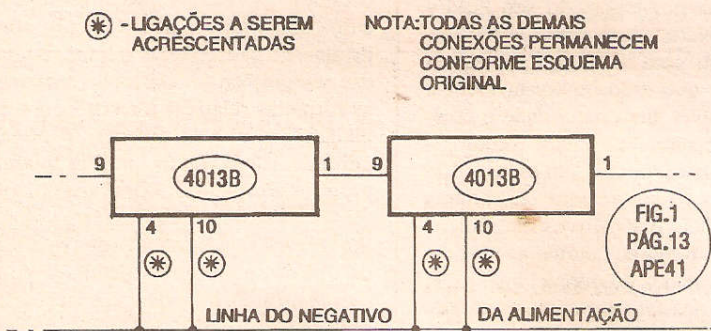 * -LIGAÇÕES A SEREM
ACRESCENTADAS
NOTA:TODAS AS DEMAIS
CONEXÕES PERMANECEM
CONFORME ESQUEMA
ORIGINAL
9 4013B 1 9 4013B 1
4 10 4 10
* * * *
FIG.1
PÁG.13
APE41
LINHA DO NEGATIVO DA ALIMENTAÇÃO